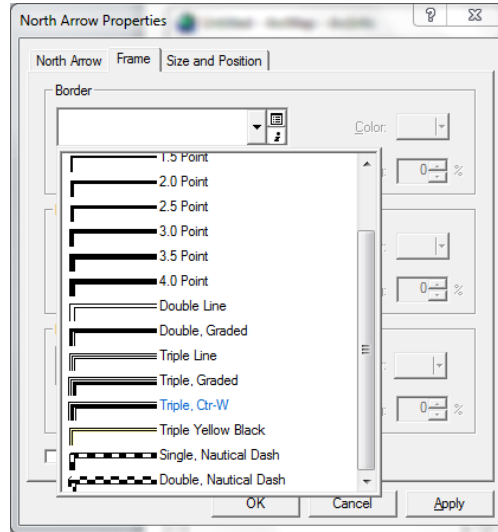 North Arrow Properties
North Arrow
Frame
Size and Position
Border
Color:
1.5 Point
2.0 Point
0 %
2.5 Point
3.0 Point
3.5 Point
4.0 Point
0 %
Double Line
Double, Graded
Triple Line
Triple, Graded
Triple, Ctr-W
0 %
Triple Yellow Black
Single, Nautical Dash
Double, Nautical Dash
OK
Cancel
Apply